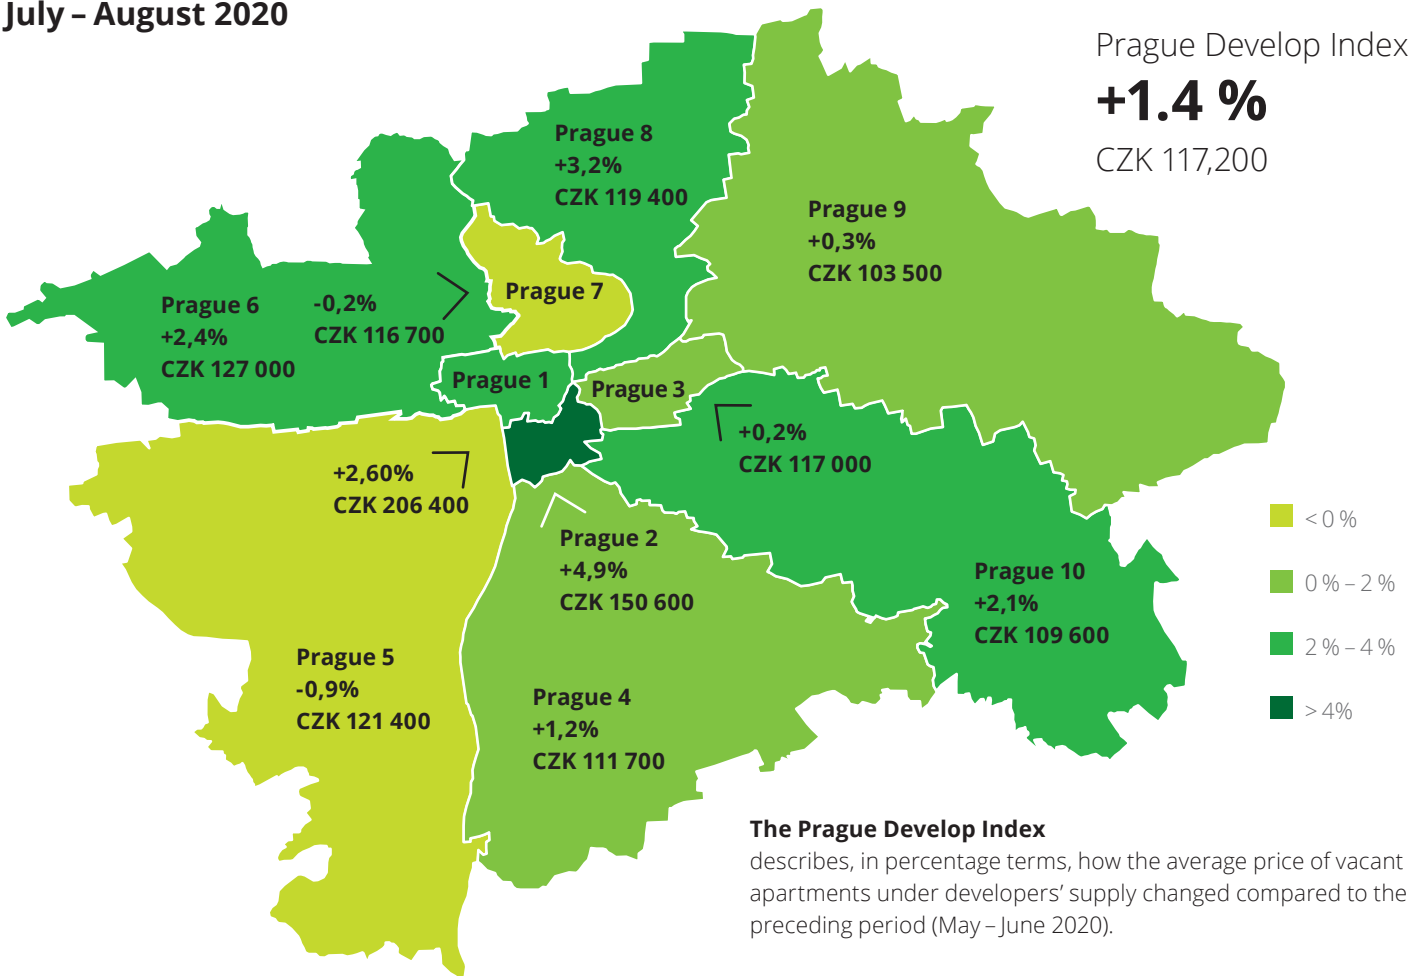 July – August 2020
Prague Develop Index
+1.4 %
CZK 117,200
Prague 8
+3,2%
CZK 119 400
Prague 9
+0,3%
CZK 103 500
Prague 7
-0,2%
CZK 116 700
Prague 6
+2,4%
CZK 127 000
Prague 1
Prague 3
+0,2%
CZK 117 000
+2,60%
CZK 206 400
Prague 2
+4,9%
CZK 150 600
Prague 10
+2,1%
CZK 109 600
Prague 5
-0,9%
CZK 121 400
Prague 4
+1,2%
CZK 111 700
< 0 %
0 % – 2 %
2 % – 4 %
> 4%
The Prague Develop Index
describes, in percentage terms, how the average price of vacant
apartments under developers’ supply changed compared to the
preceding period (May – June 2020).